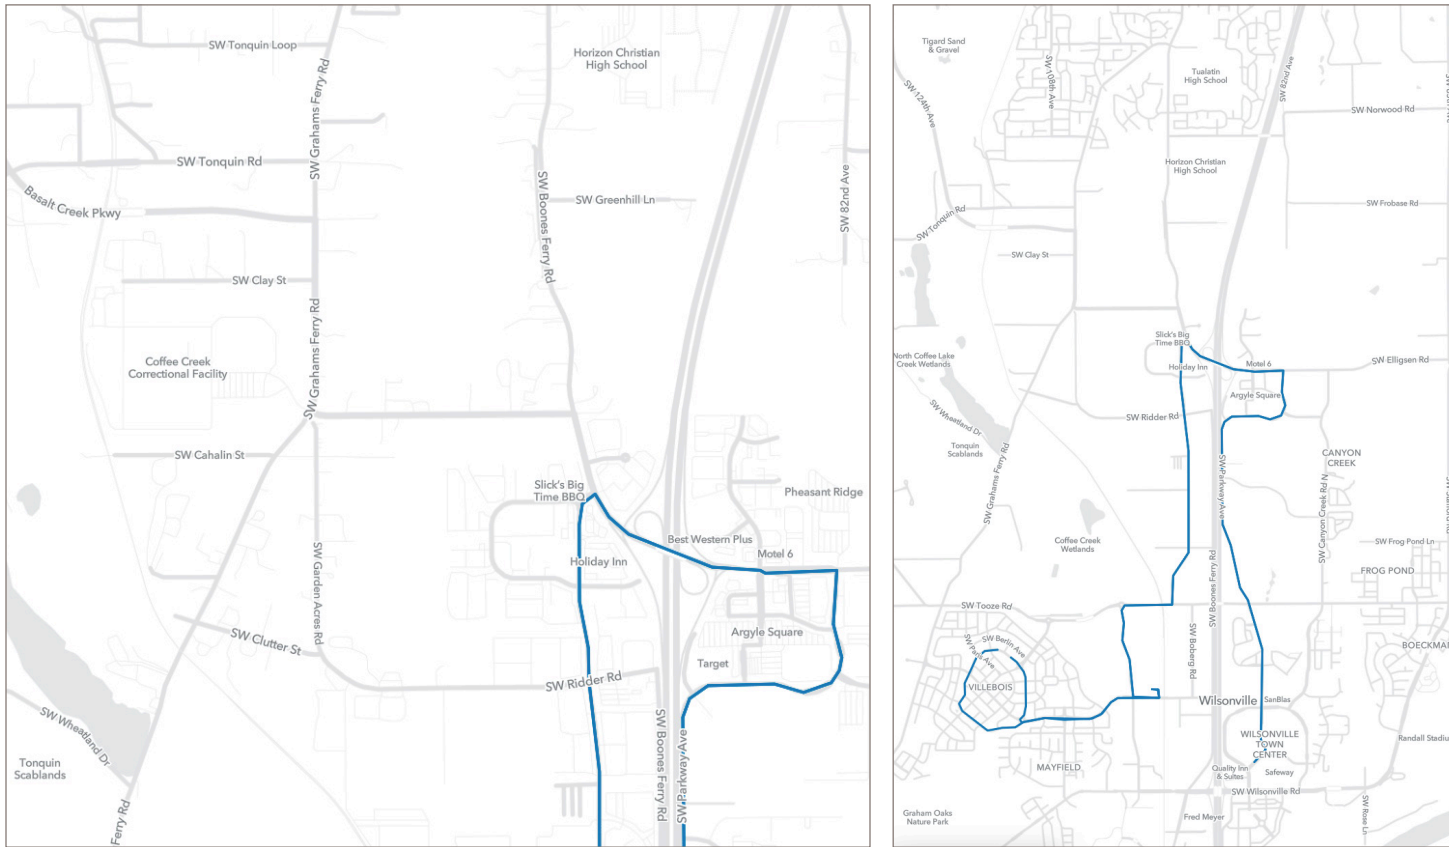 SW Tonquin Loop
SW Grahams Ferry Rd
Horizon Christian
High School
SW Tonquin Rd
Basalt Creek Pkwy
SW Boones Ferry Rd
SW Greenhill Ln
SW 82nd Ave
SW Clay St
SW Grahams Ferry Rd
Coffee Creek
Correctional Facility
SW Cahalin St
Slick's Big
Time BBQ
Pheasant Ridge
Best Western Plus
Motel 6
Holiday Inn
SW Garden Acres Rd
SW Clutter St
Argyle Square
Target
SW Ridder Rd
SW Wheatland Dr
SW Boones Ferry Rd
SW Parkway Ave
Tonquin
Scablands
Ferry Rd
Tigard Sand
& Gravel
SW 108th Ave
SW 124th Ave
Tualatin
High School
SW 82nd Ave
SW Norwood Rd
Horizon Christian
High School
SW Tonquin Rd
SW Frobase Rd
SW Clay St
Slick's Big
Time BBQ
North Coffee Lake
Creek Wetlands
Holiday Inn
Motel 6
SW Elligsen Rd
Argyle Square
SW Wheatland Dr
SW Ridder Rd
Tonquin
Scablands
SW Grahams Ferry Rd
SW Parkway Ave
CANYON
CREEK
SW Canyon Creek Rd N
Coffee Creek
Wetlands
SW Frog Pond Ln
FROG POND
SW Boones Ferry Rd
SW Tooze Rd
SW Berlin Ave
SW Paris Ave
SW Boberg Rd
BOECKMAN
VILLEBOIS
Wilsonville
SanBlas
WILSONVILLE
TOWN
CENTER
Randall Stadiu
MAYFIELD
Quality Inn
& Suites
Safeway
SW Wilsonville Rd
Graham Oaks
Nature Park
Fred Meyer
SW Rose Ln